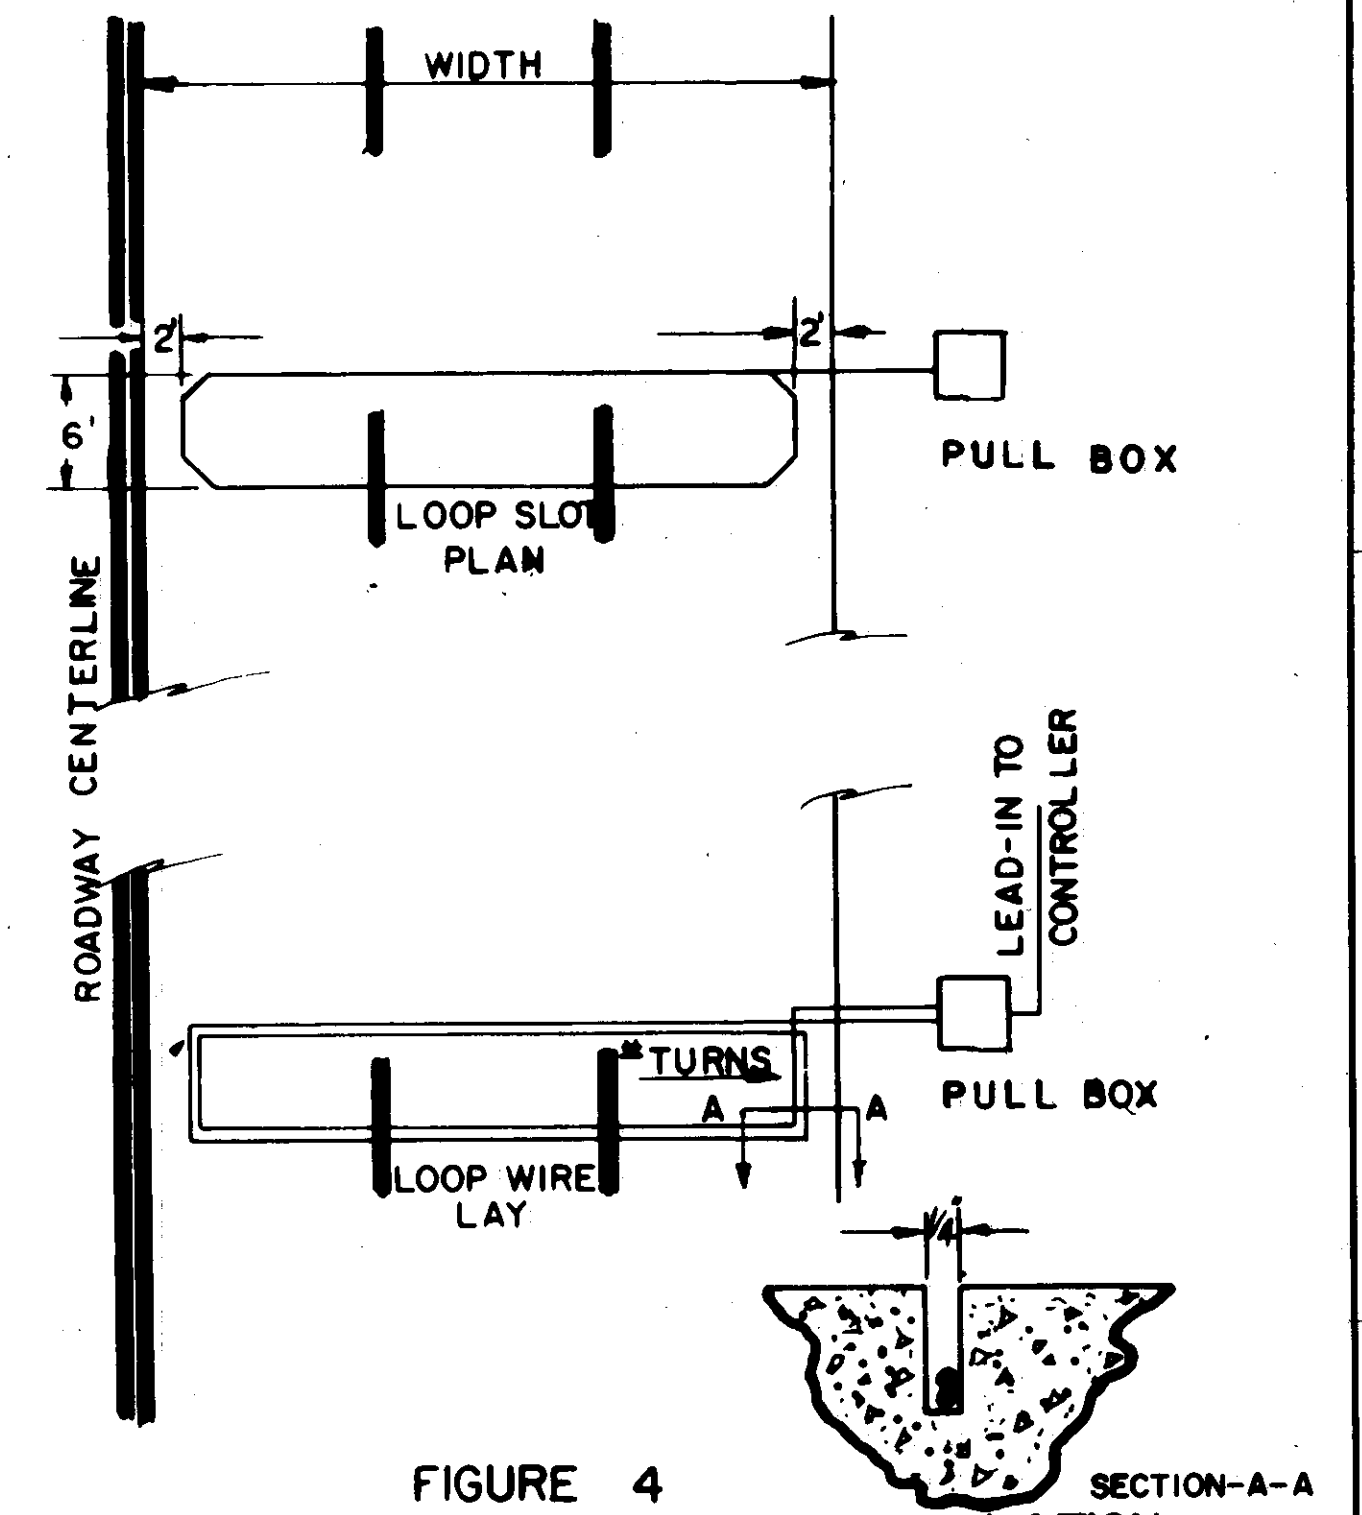 WIDTH
2'
2'
6'
PULL BOX
LOOP SLOT
PLAN
ROADWAY CENTERLINE
LEAD-IN TO
CONTROLLER
TURNS
A A
PULL BOX
LOOP WIRE
LAY
1/4
FIGURE 4
SECTION-A-A